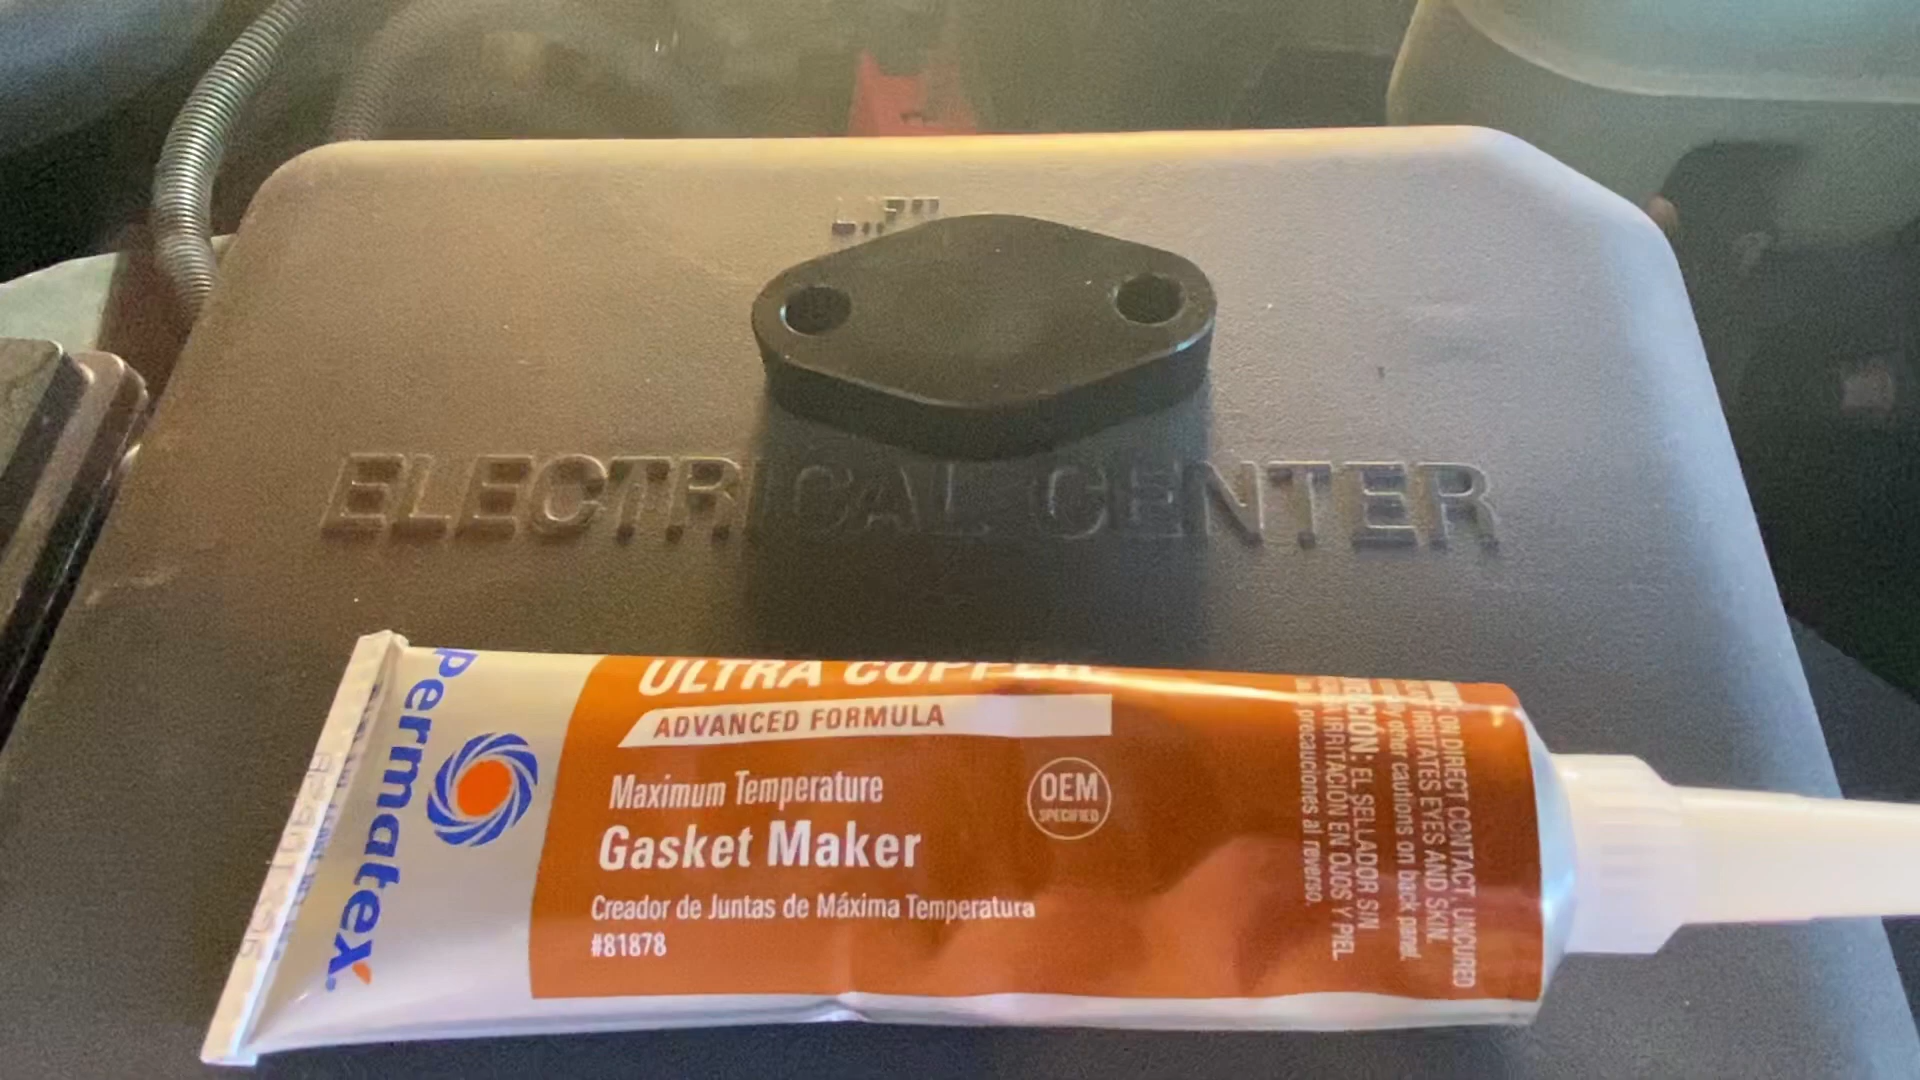 ELECTRICAL CENTER
Permatex
ULTRA COPPER
ADVANCED FORMULA
Maximum Temperature
Gasket Maker
OEM
SPECIFIED
Creador de Juntas de Máxima Temperatura
#81878
ON DIRECT CONTACT. UNCURED
IRRITATES EYES AND SKIN.
other cautions on back panel.
EL SELLADOR SIN
IRRITACIÓN EN OJOS Y PIEL
precauciones al reverso.